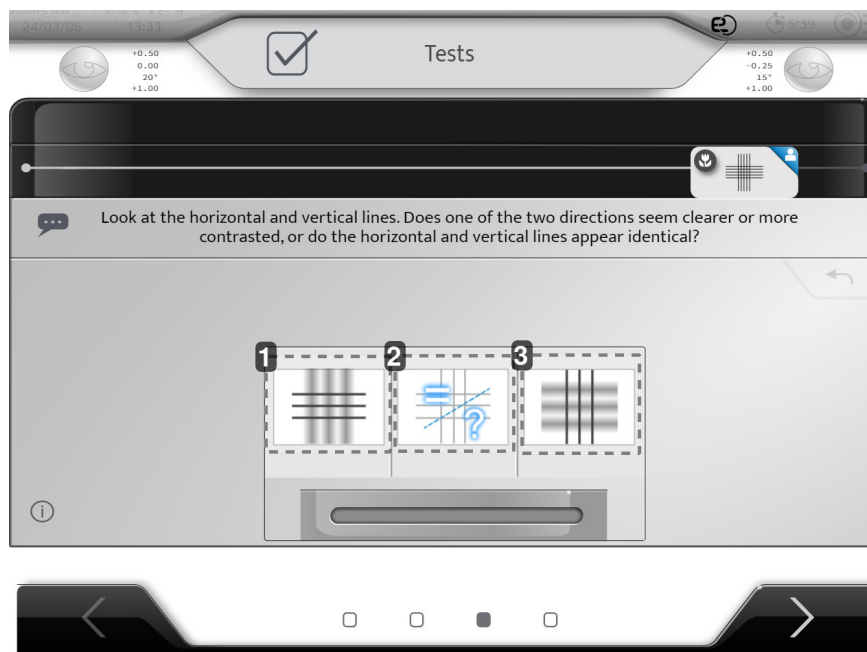 24/03/06 13:33
5'39
Tests
+0.50
0.00
20°
+1.00
+0.50
-0.25
15°
+1.00
Look at the horizontal and vertical lines. Does one of the two directions seem clearer or more
contrasted, or do the horizontal and vertical lines appear identical?
1 2 3
=
?
i